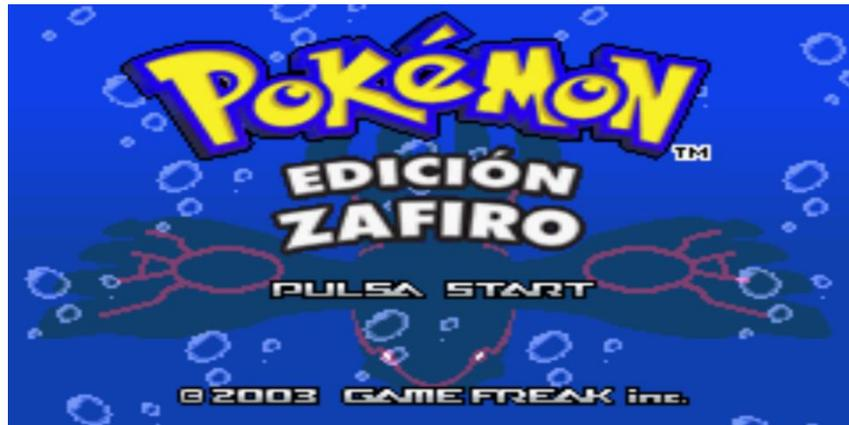 POKéMON
TM
EDICIÓN
ZAFIRO
PULSA START
© 2003 GAME FREAK inc.